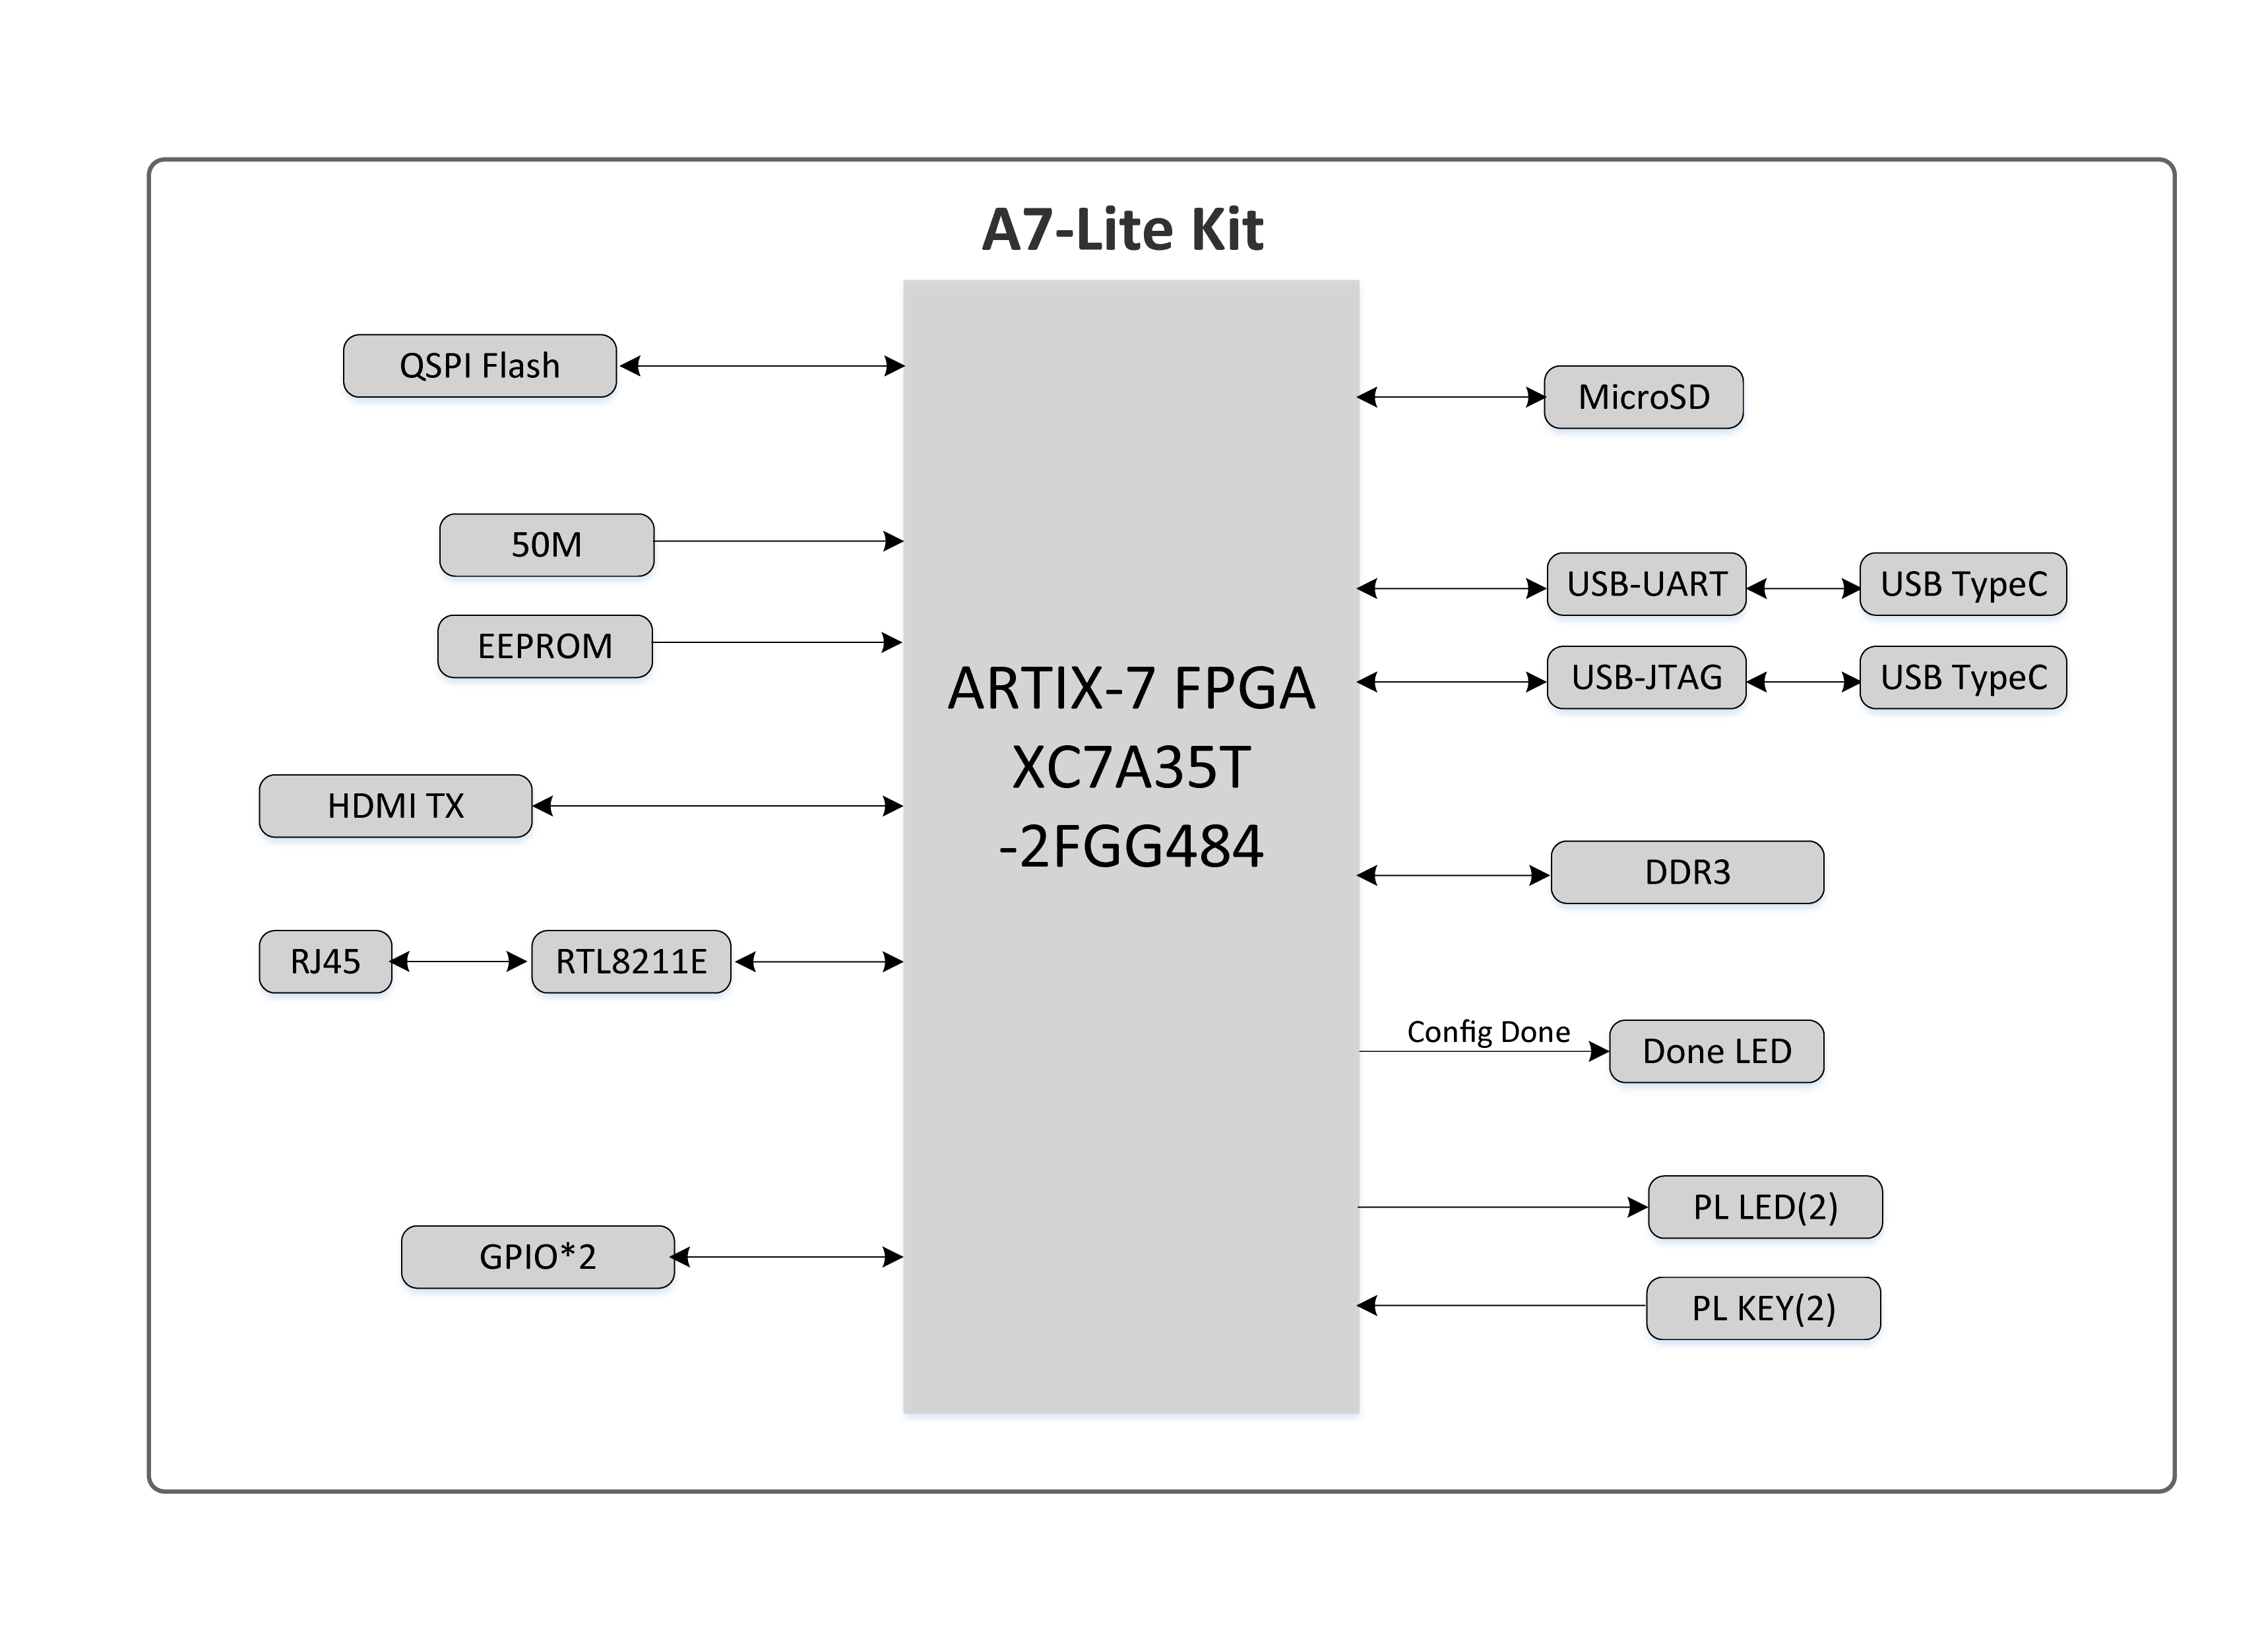 A7-Lite Kit
QSPI Flash
50M
EEPROM
HDMI TX
RJ45
RTL8211E
GPIO*2
ARTIX-7 FPGA
XC7A35T
-2FGG484
MicroSD
USB-UART
USB TypeC
USB-JTAG
USB TypeC
DDR3
Config Done
Done LED
PL LED(2)
PL KEY(2)